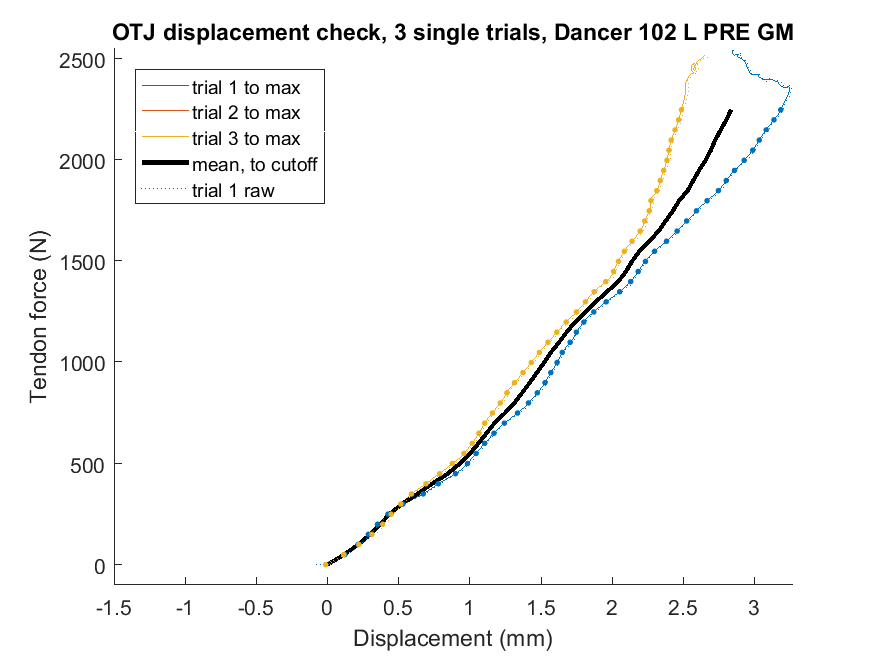 OTJ displacement check, 3 single trials, Dancer 102 L PRE GM
trial 1 to max
trial 2 to max
trial 3 to max
mean, to cutoff
trial 1 raw
Tendon force (N)
2500
2000
1500
1000
500
0
-1.5 -1 -0.5 0 0.5 1 1.5 2 2.5 3
Displacement (mm)